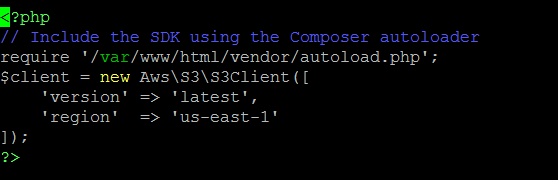 <?php
// Include the SDK using the Composer autoloader
require '/var/www/html/vendor/autoload.php';
$client = new Aws\S3\S3Client([
    'version' => 'latest',
    'region'  => 'us-east-1'
]);
?>